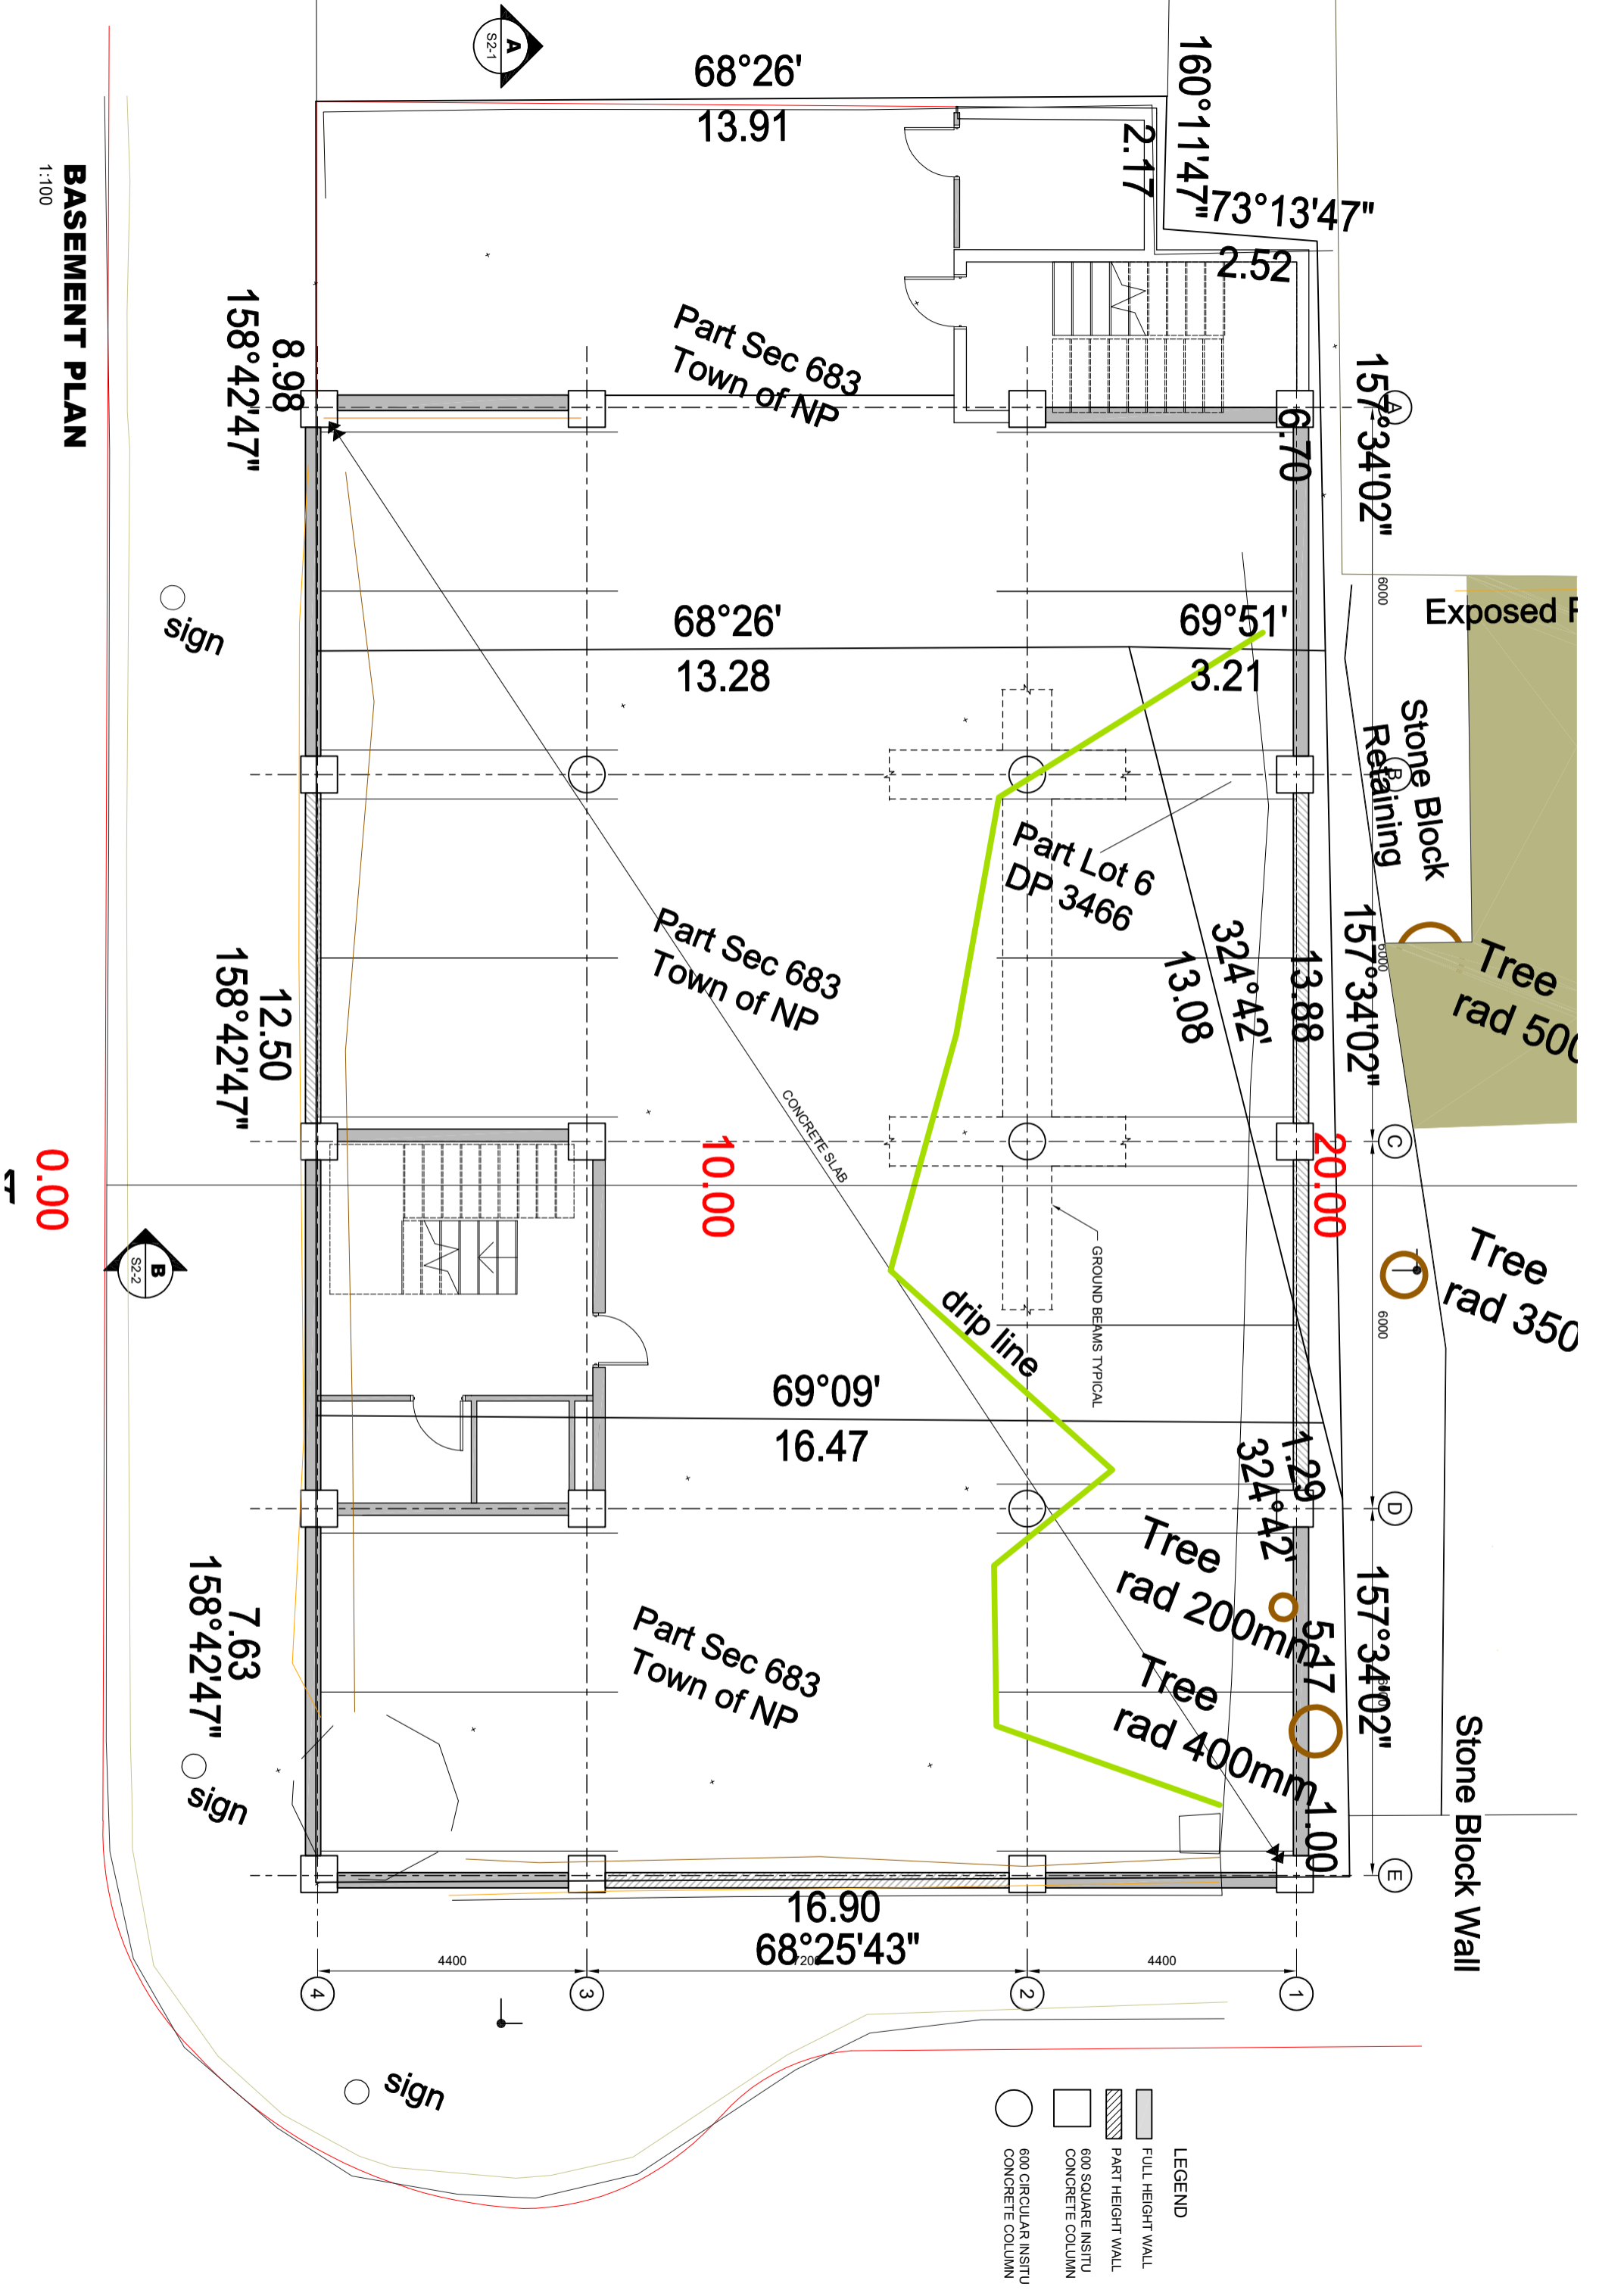 BASEMENT PLAN
1:100
A
S2-1
68°26'
13.91
160°11'47"
2.17
73°13'47"
2.52
157°34'02"
A
6.70
6000
Part Sec 683
Town of NP
8.98
158°42'47"
sign
68°26'
13.28
69°51'
3.21
Stone Block
Retaining
B
Part Lot 6
DP 3466
Part Sec 683
Town of NP
324°42'
13.08
13.88
157°34'02"
6000
Tree
12.50
158°42'47"
CONCRETE SLAB
0.00
10.00
20.00
C
B
S2-2
GROUND BEAMS TYPICAL
drip line
6000
Tree
69°09'
16.47
1.29
324°42'
D
Tree
rad 200mm
5.17
157°34'02"
Tree
rad 400mm
1.00
Part Sec 683
Town of NP
7.63
158°42'47"
sign
Stone Block Wall
E
16.90
68°25'43"
4400
7200
4400
4
3
2
1
sign
LEGEND
FULL HEIGHT WALL
PART HEIGHT WALL
600 SQUARE INSITU
CONCRETE COLUMN
600 CIRCULAR INSITU
CONCRETE COLUMN
Exposed
rad 350